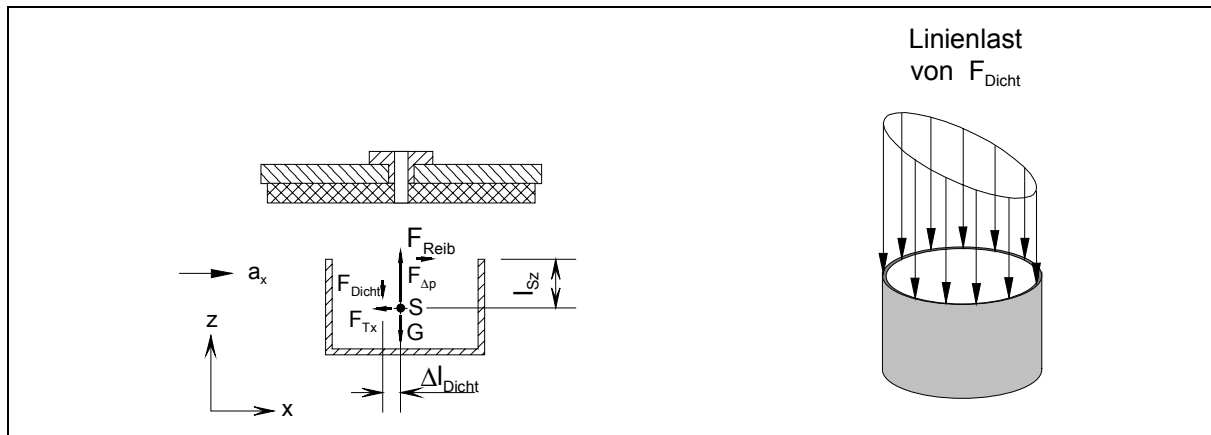 Linienlast
von F_Dicht
F_Reib
a_x
F_Dicht
F_Δp
l_Sz
S
F_Tx
G
z
Δl_Dicht
x